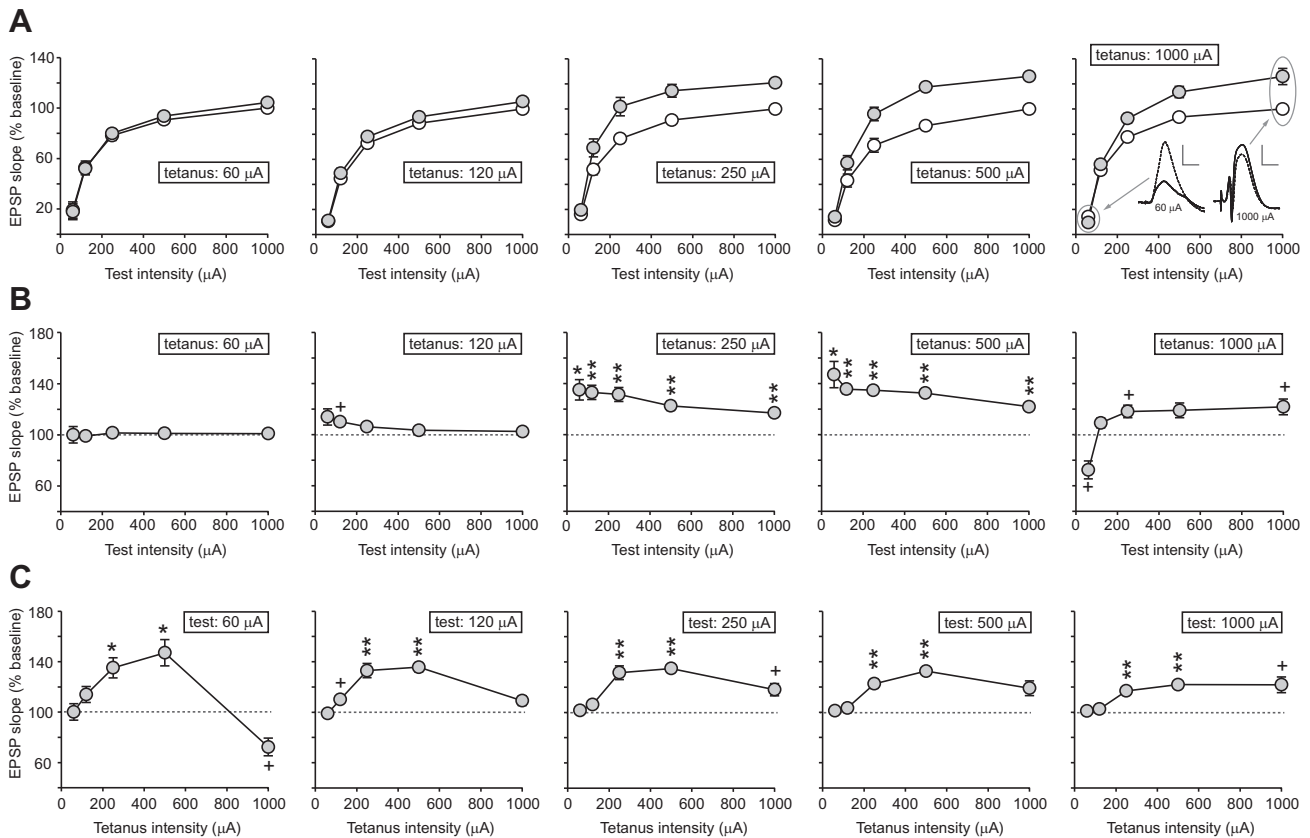 A
EPSP slope (% baseline)
140
100
60
20
tetanus: 60 µA
tetanus: 120 µA
tetanus: 250 µA
tetanus: 500 µA
tetanus: 1000 µA
60 µA
1000 µA
0 200 400 600 800 1000
0 200 400 600 800 1000
0 200 400 600 800 1000
0 200 400 600 800 1000
0 200 400 600 800 1000
Test intensity (µA)
Test intensity (µA)
Test intensity (µA)
Test intensity (µA)
Test intensity (µA)
B
EPSP slope (% baseline)
180
140
100
60
tetanus: 60 µA
tetanus: 120 µA
+
tetanus: 250 µA
* ** ** ** **
tetanus: 500 µA
* ** ** ** **
tetanus: 1000 µA
+ + +
0 200 400 600 800 1000
0 200 400 600 800 1000
0 200 400 600 800 1000
0 200 400 600 800 1000
0 200 400 600 800 1000
Test intensity (µA)
Test intensity (µA)
Test intensity (µA)
Test intensity (µA)
Test intensity (µA)
C
EPSP slope (% baseline)
180
140
100
60
test: 60 µA
* * +
test: 120 µA
+ ** **
test: 250 µA
** ** +
test: 500 µA
** **
test: 1000 µA
** ** +
0 200 400 600 800 1000
0 200 400 600 800 1000
0 200 400 600 800 1000
0 200 400 600 800 1000
0 200 400 600 800 1000
Tetanus intensity (µA)
Tetanus intensity (µA)
Tetanus intensity (µA)
Tetanus intensity (µA)
Tetanus intensity (µA)